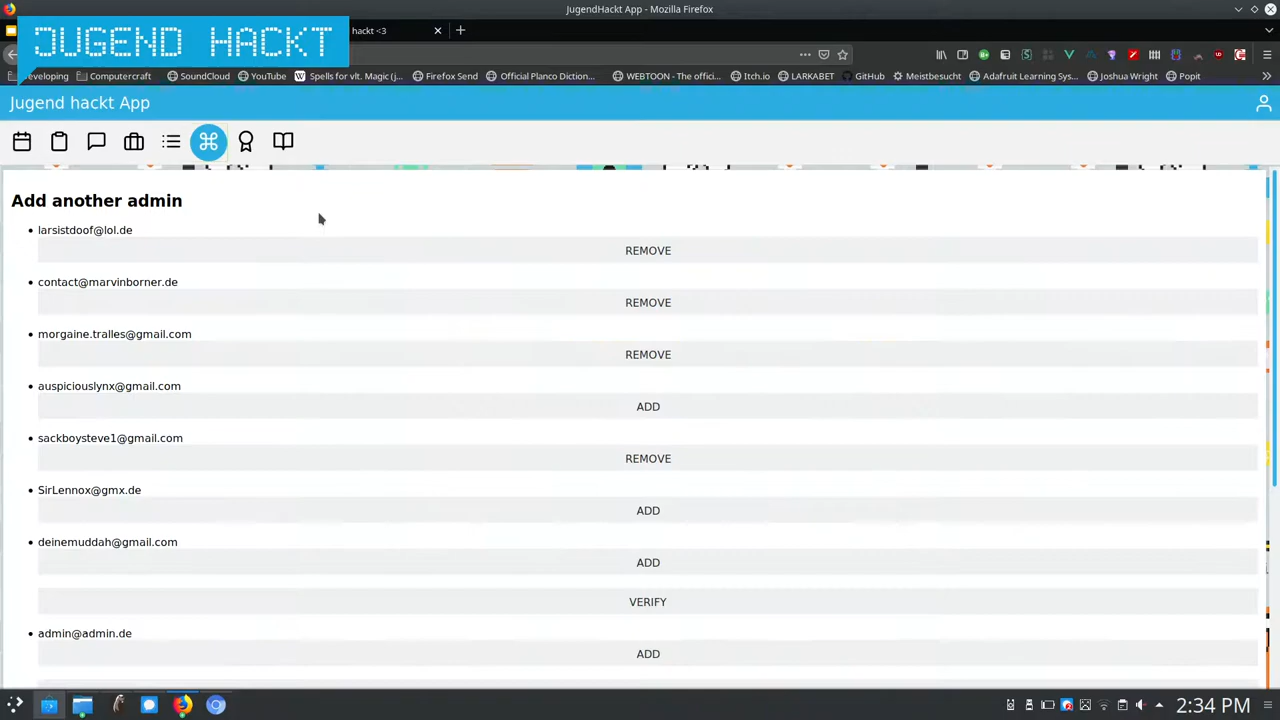 JugendHackt App - Mozilla Firefox
JUGEND HACKT
hackt <3
eveloping
Computercraft
SoundCloud
YouTube
Spells for vlt. Magic (j...
Firefox Send
Official Planco Diction...
WEBTOON - The offici...
Itch.io
LARKABET
GitHub
Meistbesucht
Adafruit Learning Sys...
Joshua Wright
Popit
Jugend hackt App
Add another admin
larsistdoof@lol.de
REMOVE
contact@marvinborner.de
REMOVE
morgaine.tralles@gmail.com
REMOVE
auspiciouslynx@gmail.com
ADD
sackboysteve1@gmail.com
REMOVE
SirLennox@gmx.de
ADD
deinemuddah@gmail.com
ADD
VERIFY
admin@admin.de
ADD
2:34 PM